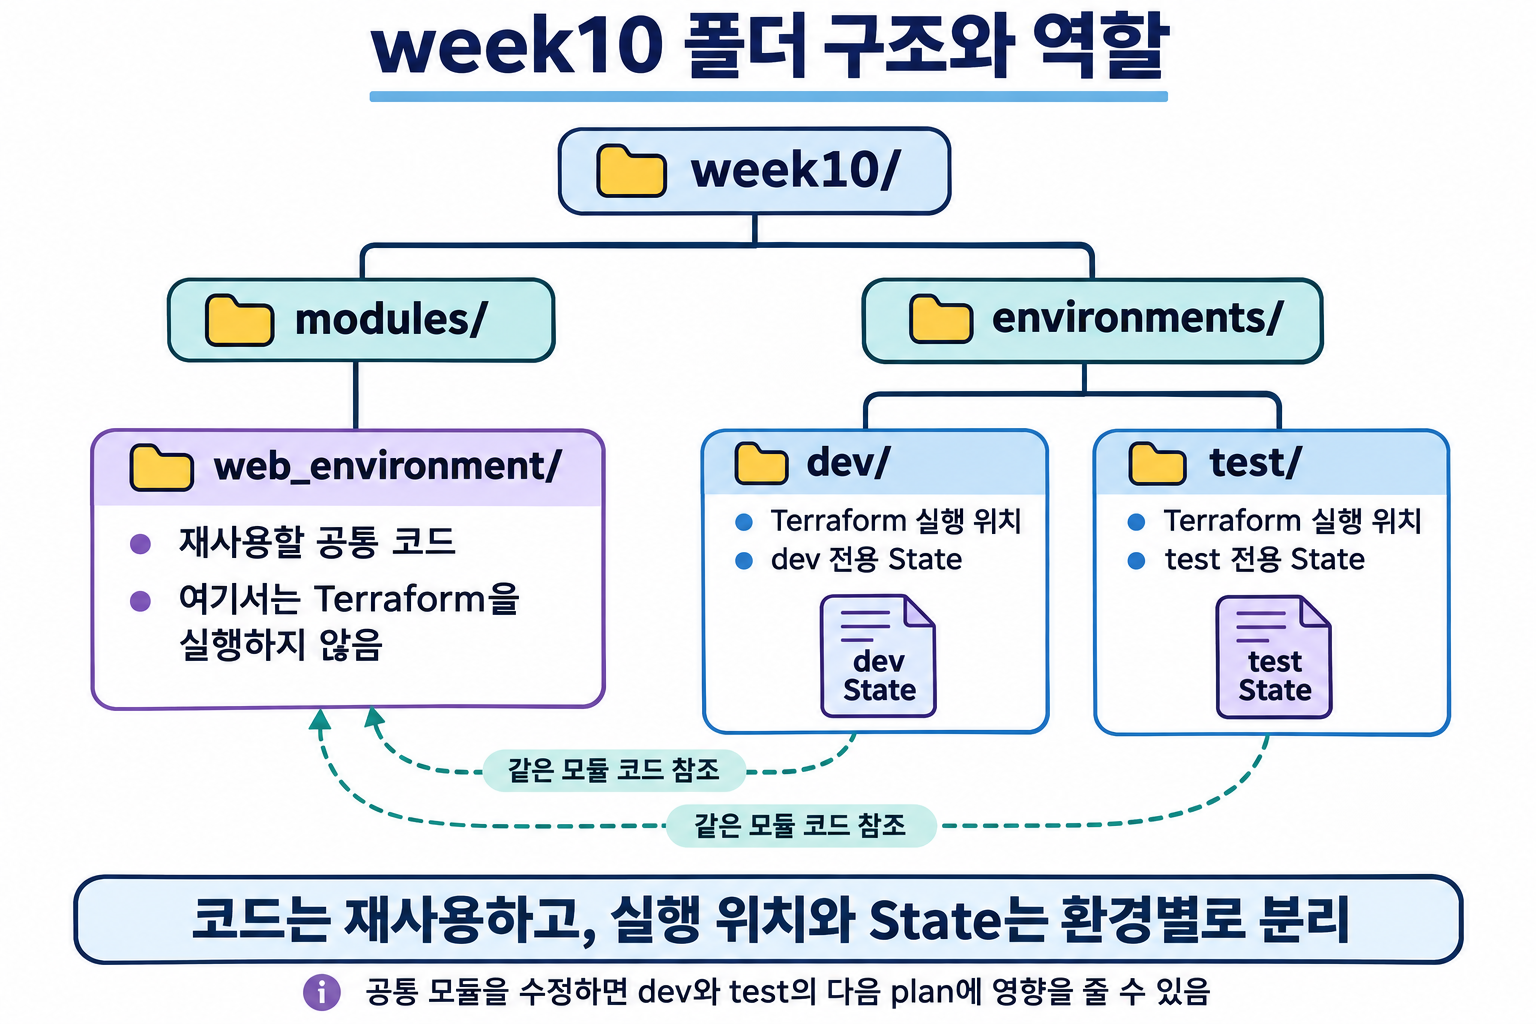 week10 폴더 구조와 역할
week10/
modules/
environments/
web_environment/
재사용할 공통 코드
여기서는 Terraform을
실행하지 않음
dev/
Terraform 실행 위치
dev 전용 State
dev
State
test/
Terraform 실행 위치
test 전용 State
test
State
같은 모듈 코드 참조
같은 모듈 코드 참조
코드는 재사용하고, 실행 위치와 State는 환경별로 분리
i 공통 모듈을 수정하면 dev와 test의 다음 plan에 영향을 줄 수 있음